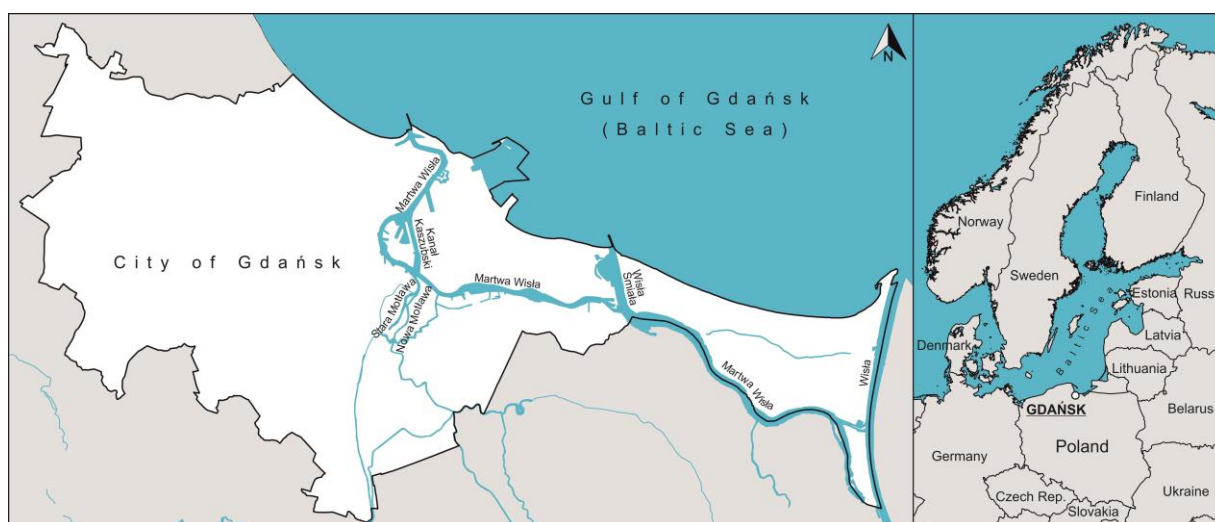 N
Gulf of Gdańsk
(Baltic Sea)
City of Gdańsk
Martwa Wisła
Kanał
Kaszubski
Stara Motława
Nowa Motława
Martwa Wisła
Wisła
Śmiała
Martwa Wisła
Wisła
Norway
Finland
Sweden
Estonia
Russ
Latvia
Denmark
Baltic Sea
Lithuania
GDAŃSK
Belarus
Poland
Germany
Czech Rep.
Ukraine
Slovakia